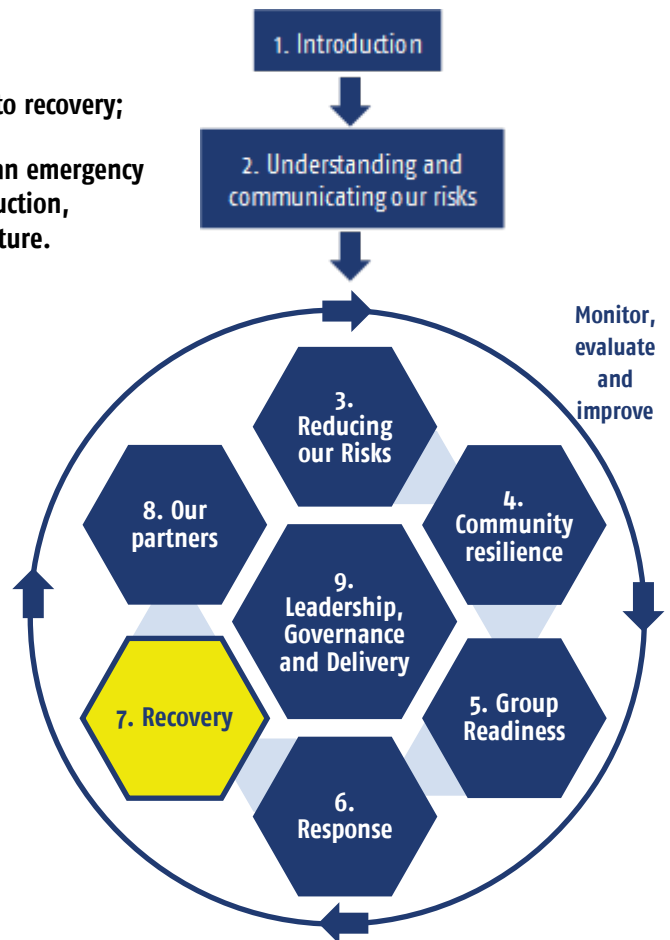 to recovery;
an emergency
uction,
ture.
1. Introduction
2. Understanding and
communicating our risks
Monitor,
evaluate
and
improve
3.
Reducing
our Risks
4.
Community
resilience
5. Group
Readiness
6.
Response
7. Recovery
8. Our
partners
9.
Leadership,
Governance
and Delivery